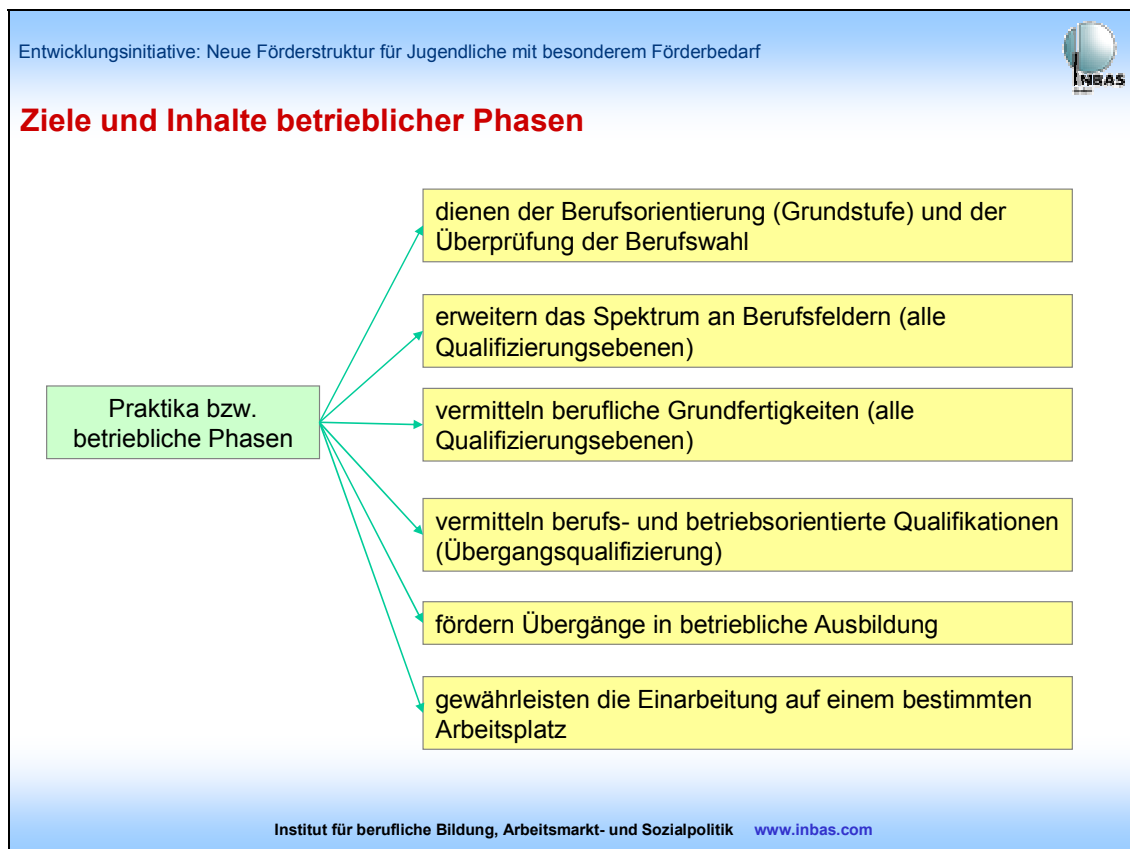 Entwicklungsinitiative: Neue Förderstruktur für Jugendliche mit besonderem Förderbedarf
INBAS
Ziele und Inhalte betrieblicher Phasen
dienen der Berufsorientierung (Grundstufe) und der
Überprüfung der Berufswahl
erweitern das Spektrum an Berufsfeldern (alle
Qualifizierungsebenen)
Praktika bzw.
betriebliche Phasen
vermitteln berufliche Grundfertigkeiten (alle
Qualifizierungsebenen)
vermitteln berufs- und betriebsorientierte Qualifikationen
(Übergangsqualifizierung)
fördern Übergänge in betriebliche Ausbildung
gewährleisten die Einarbeitung auf einem bestimmten
Arbeitsplatz
Institut für berufliche Bildung, Arbeitsmarkt- und Sozialpolitik www.inbas.com